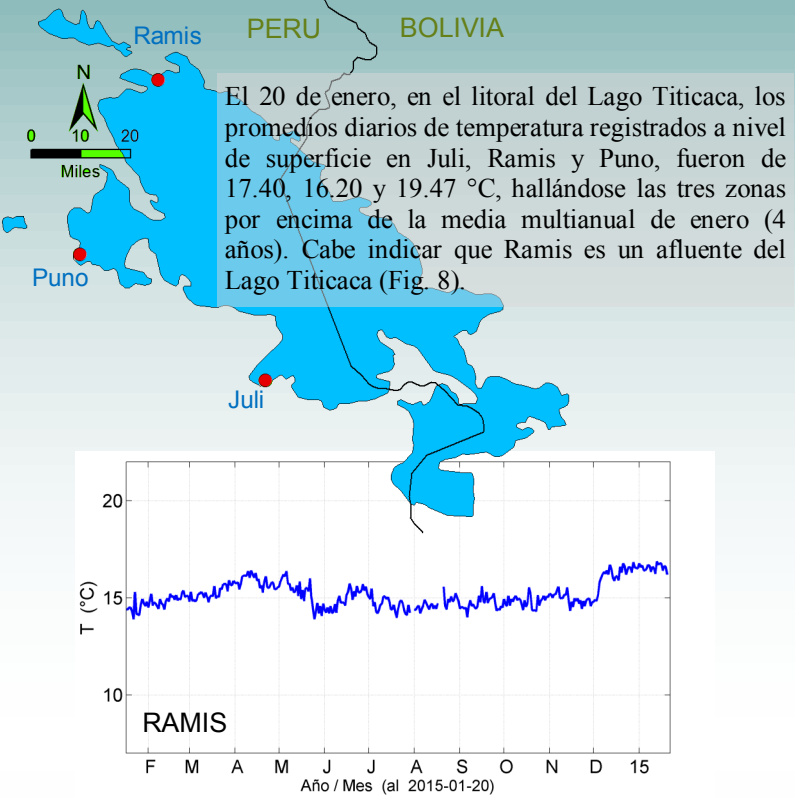 PERU BOLIVIA
Ramis
N
0 10 20
Miles
El 20 de enero, en el litoral del Lago Titicaca, los
promedios diarios de temperatura registrados a nivel
de superficie en Juli, Ramis y Puno, fueron de
17.40, 16.20 y 19.47 °C, hallándose las tres zonas
por encima de la media multianual de enero (4
años). Cabe indicar que Ramis es un afluente del
Lago Titicaca (Fig. 8).
Puno
Juli
20
15
10
T (°C)
RAMIS
F M A M J J A S O N D 15
Año / Mes (al 2015-01-20)